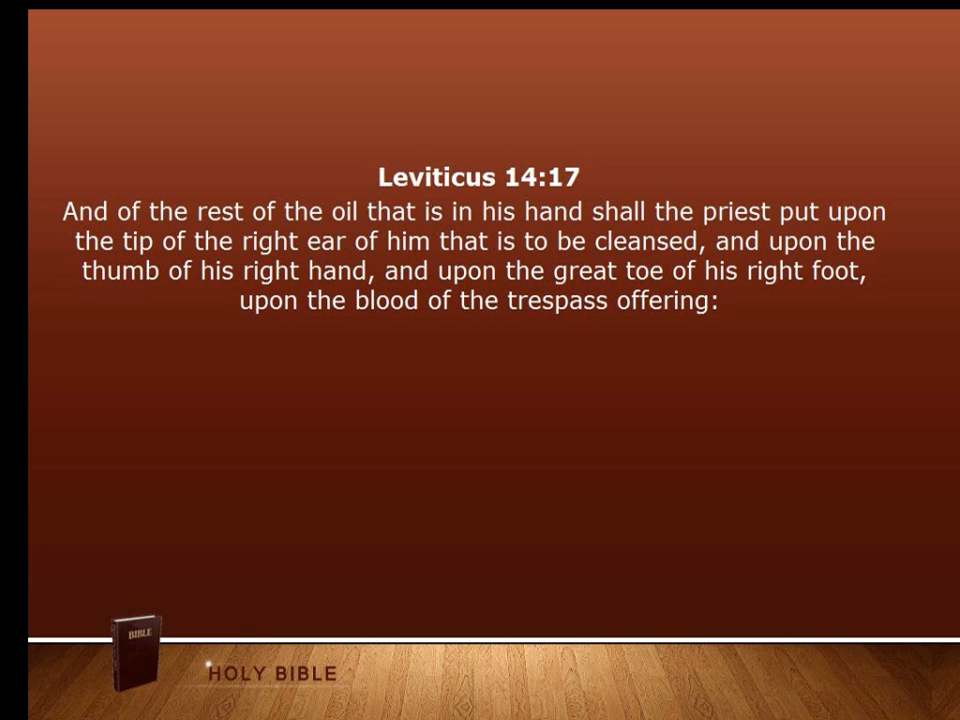 Leviticus 14:17
And of the rest of the oil that is in his hand shall the priest put upon
the tip of the right ear of him that is to be cleansed, and upon the
thumb of his right hand, and upon the great toe of his right foot,
upon the blood of the trespass offering:
BIBLE
HOLY BIBLE